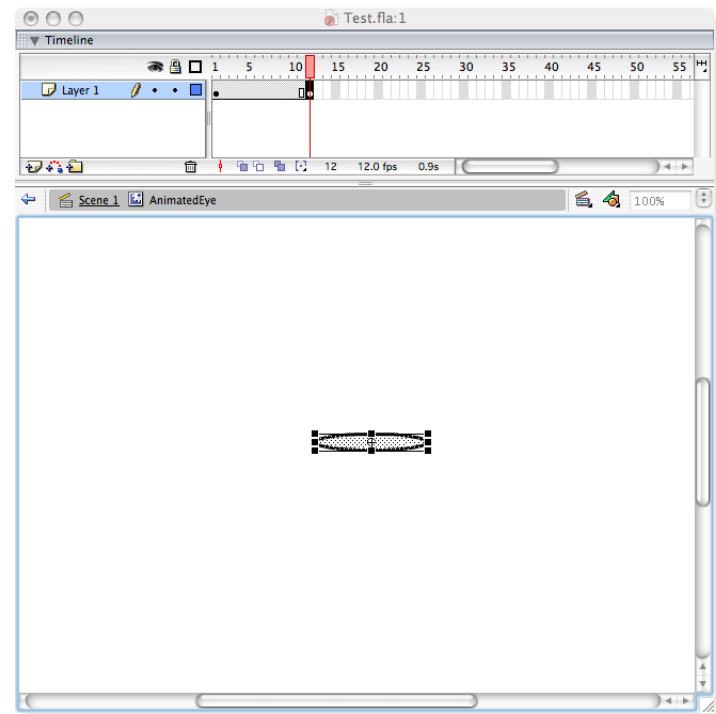 Test.fla:1
Timeline
1 5 10 15 20 25 30 35 40 45 50 55
Layer 1
12 12.0 fps 0.9s
Scene 1 AnimatedEye 100%